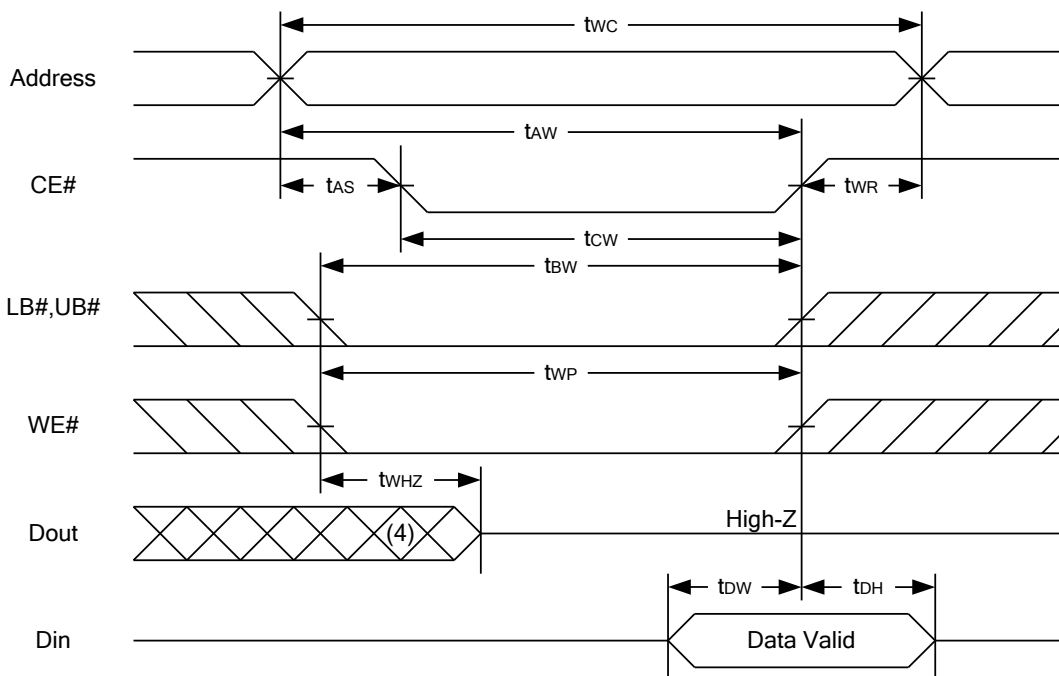 tWC
Address
tAW
CE#
tAS
tWR
tCW
tBW
LB#,UB#
tWP
WE#
tWHZ
Dout
(4)
High-Z
tDW
tDH
Din
Data Valid